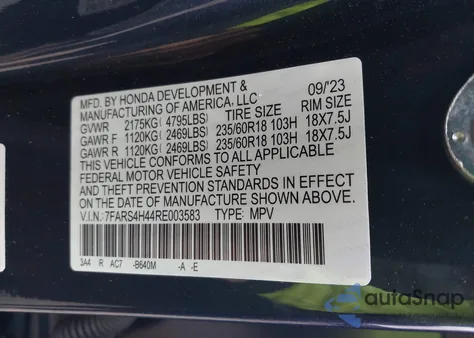 MFD. BY HONDA DEVELOPMENT & 09/'23
MANUFACTURING OF AMERICA, LLC
GVWR 2175KG( 4795LBS) TIRE SIZE RIM SIZE
GAWR F 1120KG( 2469LBS) 235/60R18 103H 18X7.5J
GAWR R 1120KG( 2469LBS) 235/60R18 103H 18X7.5J
THIS VEHICLE CONFORMS TO ALL APPLICABLE
FEDERAL MOTOR VEHICLE SAFETY
AND THEFT PREVENTION STANDARDS IN EFFECT
ON THE DATE OF MANUFACTURE SHOWN ABOVE.
V.I.N.: 7FARS4H44RE003583 TYPE: MPV
3A4 R AC7 -B640M -A -E
autoSnap